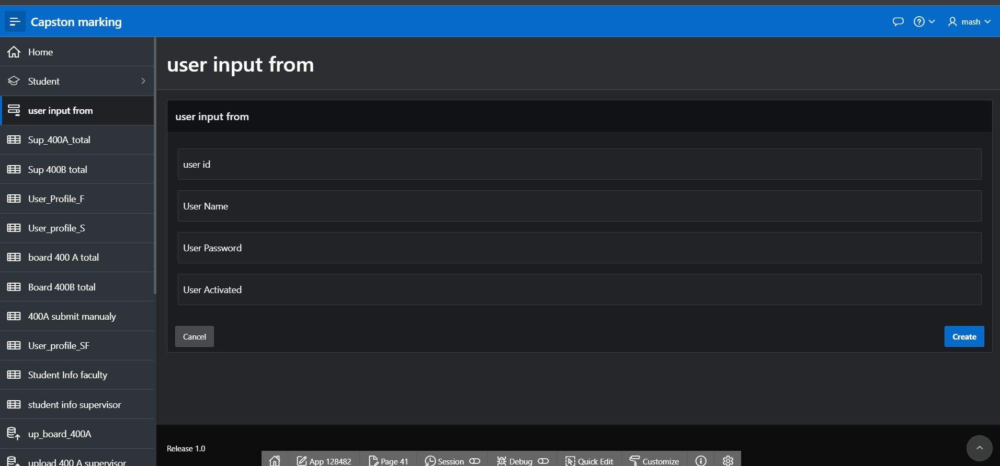 Capston marking
mash
Home
Student
user input from
Sup_400A_total
Sup 400B total
User_Profile_F
User_profile_S
board 400 A total
Board 400B total
400A submit manualy
User_profile_SF
Student Info faculty
student info supervisor
up_board_400A
upload 400 A supervisor
user input from
user input from
user id
User Name
User Password
User Activated
Cancel
Create
Release 1.0
App 128482
Page 41
Session
Debug
Quick Edit
Customize